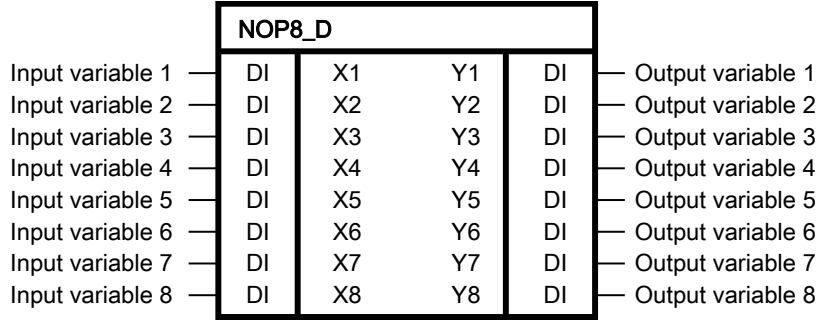 NOP8_D
Input variable 1 DI X1 Y1 DI Output variable 1
Input variable 2 DI X2 Y2 DI Output variable 2
Input variable 3 DI X3 Y3 DI Output variable 3
Input variable 4 DI X4 Y4 DI Output variable 4
Input variable 5 DI X5 Y5 DI Output variable 5
Input variable 6 DI X6 Y6 DI Output variable 6
Input variable 7 DI X7 Y7 DI Output variable 7
Input variable 8 DI X8 Y8 DI Output variable 8